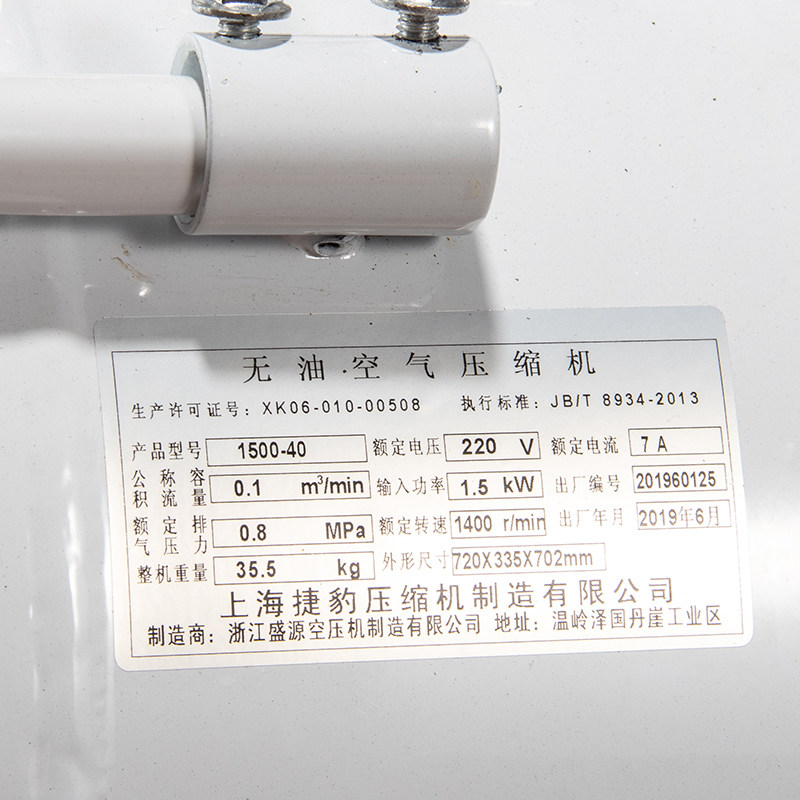 无油空气压缩机
生产许可证号：XK06-010-00508 执行标准：JB/T 8934-2013
产品型号 1500-40 额定电压 220 V 额定电流 7 A
公称容积流量 0.1 m³/min 输入功率 1.5 kW 出厂编号 201960125
额定排气压力 0.8 MPa 额定转速 1400 r/min 出厂年月 2019年6月
整机重量 35.5 kg 外形尺寸 720X335X702mm
上海捷豹压缩机制造有限公司
制造商：浙江盛源空压机制造有限公司 地址：温岭泽国丹崖工业区